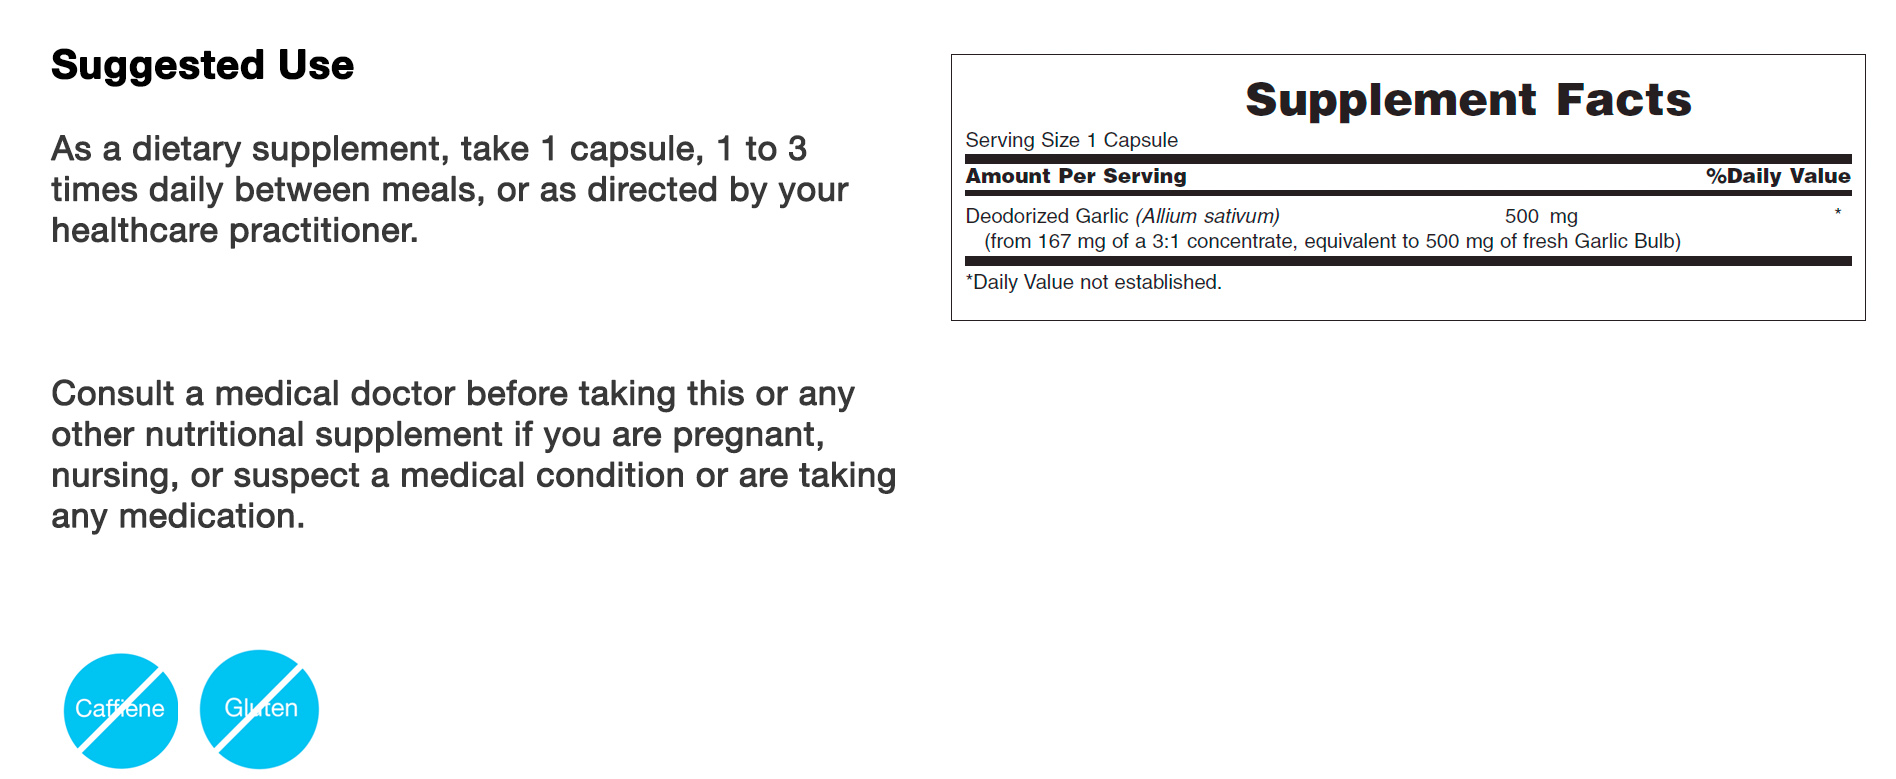 Suggested Use
As a dietary supplement, take 1 capsule, 1 to 3
times daily between meals, or as directed by your
healthcare practitioner.
Consult a medical doctor before taking this or any
other nutritional supplement if you are pregnant,
nursing, or suspect a medical condition or are taking
any medication.
Caffiene
Gluten
Supplement Facts
Serving Size 1 Capsule
Amount Per Serving %Daily Value
Deodorized Garlic (Allium sativum) 500 mg *
(from 167 mg of a 3:1 concentrate, equivalent to 500 mg of fresh Garlic Bulb)
*Daily Value not established.